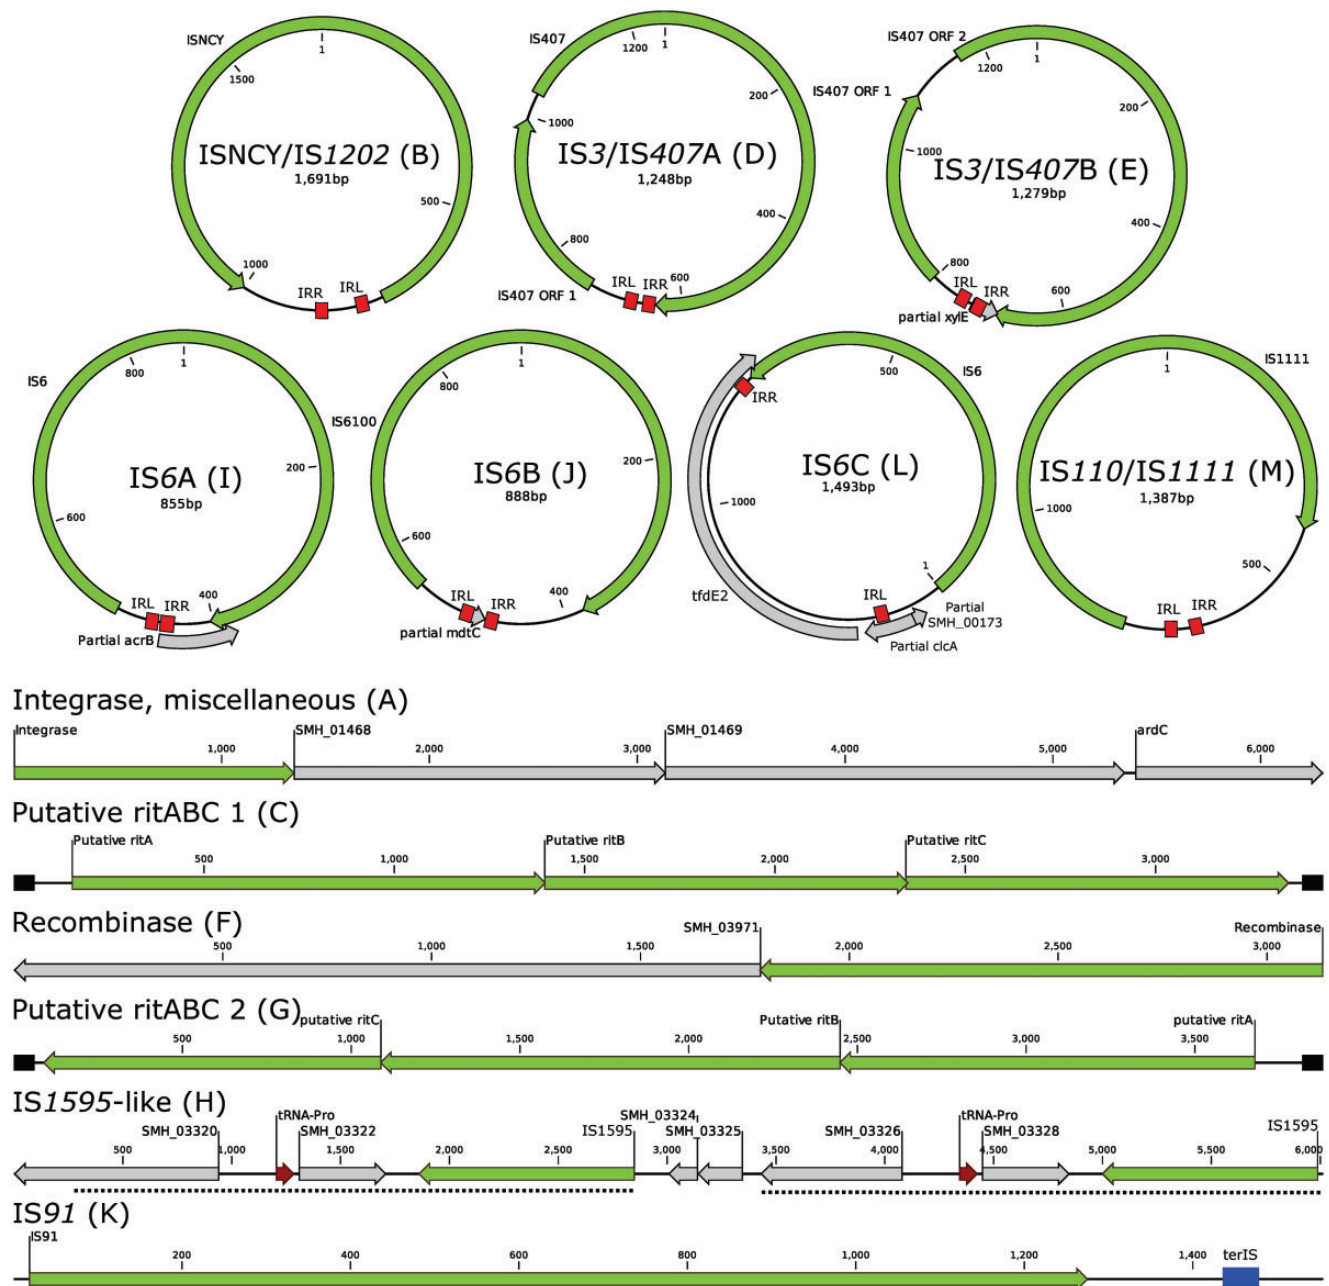 ISNCY
1
1500
500
1000
ISNCY/IS1202 (B)
1,691bp
IRR
IRL
IS407
1200
1
200
1000
IS3/IS407A (D)
1,248bp
400
800
600
IS407 ORF 1
IRL
IRR
IS407 ORF 2
1200
1
IS407 ORF 1
200
1000
IS3/IS407B (E)
1,279bp
400
800
600
IRL
IRR
partial xylE
IS6
800
1
200
IS6A (I)
855bp
600
400
IRL
IRR
Partial acrB
IS6100
800
1
200
IS6B (J)
888bp
600
400
IRL
IRR
partial mdtC
500
IS6
IRR
IS6C (L)
1,493bp
1000
1
tfdE2
IRL
Partial
SMH_00173
Partial clcA
1
IS1111
IS110/IS1111 (M)
1,387bp
1000
500
IRL
IRR
Integrase, miscellaneous (A)
Integrase
SMH_01468
SMH_01469
ardC
1,000
2,000
3,000
4,000
5,000
6,000
Putative ritABC 1 (C)
Putative ritA
Putative ritB
Putative ritC
500
1,000
1,500
2,000
2,500
3,000
Recombinase (F)
SMH_03971
Recombinase
500
1,000
1,500
2,000
2,500
3,000
Putative ritABC 2 (G)
putative ritC
Putative ritB
putative ritA
500
1,000
1,500
2,000
2,500
3,000
3,500
IS1595-like (H)
SMH_03320
tRNA-Pro
SMH_03322
IS1595
SMH_03324
SMH_03325
SMH_03326
tRNA-Pro
SMH_03328
IS1595
500
1,000
1,500
2,000
2,500
3,000
3,500
4,000
4,500
5,000
5,500
6,000
IS91 (K)
IS91
200
400
600
800
1,000
1,200
1,400
terIS